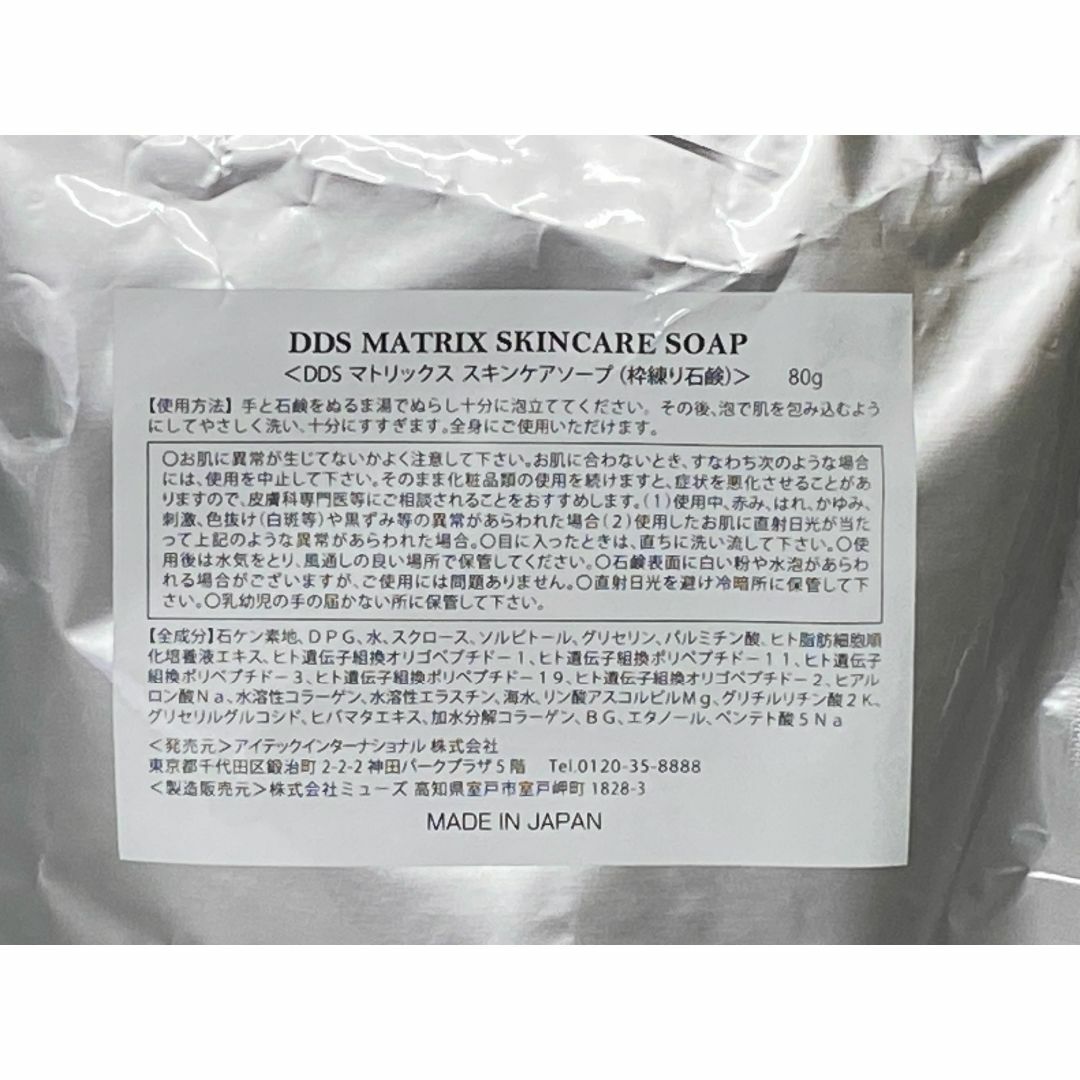 DDS MATRIX SKINCARE SOAP
＜DDS マトリックス スキンケアソープ（枠練り石鹸）＞ 80g
【使用方法】手と石鹸をぬるま湯でぬらし十分に泡立ててください。その後、泡で肌を包み込むよう
にしてやさしく洗い、十分にすすぎます。全身にご使用いただけます。
○お肌に異常が生じてないかよく注意して下さい。お肌に合わないとき、すなわち次のような場合
には、使用を中止して下さい。そのまま化粧品類の使用を続けますと、症状を悪化させることがあ
りますので、皮膚科専門医等にご相談されることをおすすめします。（1）使用中、赤み、はれ、かゆみ、
刺激、色抜け（白斑等）や黒ずみ等の異常があらわれた場合（2）使用したお肌に直射日光が当た
って上記のような異常があらわれた場合。○目に入ったときは、直ちに洗い流して下さい。○使
用後は水気をとり、風通しの良い場所で保管してください。○石鹸表面に白い粉や水泡があらわ
れる場合がございますが、ご使用には問題ありません。○直射日光を避け冷暗所に保管して下
さい。○乳幼児の手の届かない所に保管して下さい。
【全成分】石ケン素地、DPG、水、スクロース、ソルビトール、グリセリン、パルミチン酸、ヒト脂肪細胞順
化培養液エキス、ヒト遺伝子組換オリゴペプチドー1、ヒト遺伝子組換ポリペプチドー11、ヒト遺伝子
組換ポリペプチドー3、ヒト遺伝子組換ポリペプチドー19、ヒト遺伝子組換オリゴペプチドー2、ヒアル
ロン酸Na、水溶性コラーゲン、水溶性エラスチン、海水、リン酸アスコルビルMg、グリチルリチン酸2K、
グリセリルグルコシド、ヒバマタエキス、加水分解コラーゲン、BG、エタノール、ペンテト酸5Na
＜発売元＞アイテックインターナショナル 株式会社
東京都千代田区鍛治町 2-2-2 神田パークプラザ 5 階 Tel.0120-35-8888
＜製造販売元＞株式会社ミューズ 高知県室戸市室戸岬町 1828-3
MADE IN JAPAN